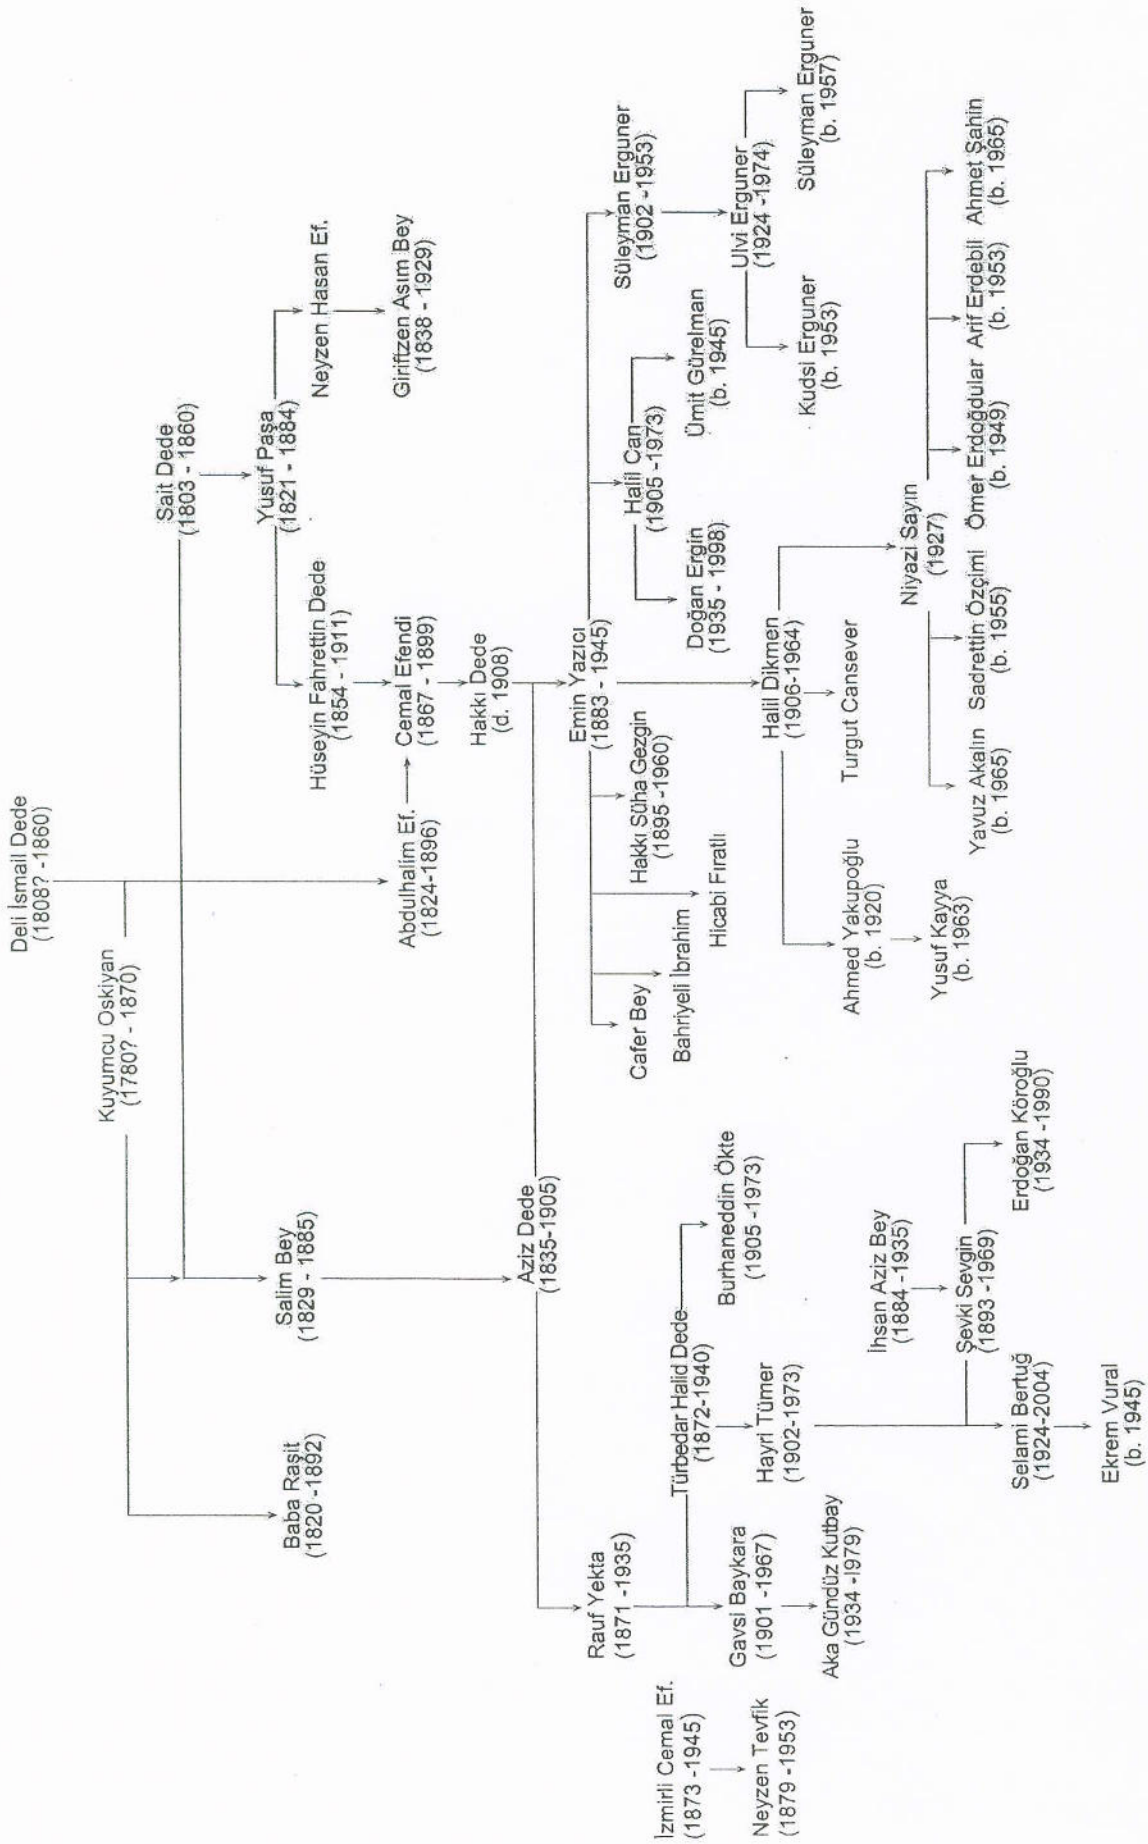 Deli İsmail Dede
(1808? -1860)
Kuyumcu Oskiyan
(1780? - 1870)
Sait Dede
(1803 - 1860)
Baba Raşit
(1820 -1892)
Salim Bey
(1829 - 1885)
Yusuf Paşa
(1821 - 1884)
Hüseyin Fahrettin Dede
(1854 - 1911)
Neyzen Hasan Ef.
Abdulhalim Ef.
(1824-1896)
Cemal Efendi
(1867 - 1899)
Giriftzen Asım Bey
(1838 - 1929)
Hakkı Dede
(d. 1908)
Aziz Dede
(1835-1905)
Rauf Yekta
(1871 -1935)
Emin Yazıcı
(1883 - 1945)
Süleyman Erguner
(1902 -1953)
Cafer Bey
Hakkı Süha Gezgin
(1895 -1960)
Halil Can
(1905 -1973)
Izmirli Cemal Ef.
(1873 -1945)
Türbedar Halid Dede
(1872-1940)
Bahriyeli İbrahim
Hicabi Fıratlı
Doğan Ergin
(1935 - 1998)
Ümit Gürelman
(b. 1945)
Ulvi Erguner
(1924 -1974)
Neyzen Tevfik
(1879 -1953)
Gavsi Baykara
(1901 -1967)
Hayri Tümer
(1902-1973)
Burhaneddin Ökte
(1905 -1973)
Halil Dikmen
(1906-1964)
Kudsi Erguner
(b. 1953)
Süleyman Erguner
(b. 1957)
Aka Gündüz Kutbay
(1934 -I979)
İhsan Aziz Bey
(1884 -1935)
Ahmed Yakupoğlu
(b. 1920)
Turgut Cansever
Niyazi Sayın
(1927)
Şevki Sevgin
(1893 -1969)
Yusuf Kayya
(b. 1963)
Yavuz Akalın
(b. 1965)
Sadrettin Özçimi
(b. 1955)
Ömer Erdoğdular
(b. 1949)
Arif Erdebil
(b. 1953)
Ahmet Şahin
(b. 1965)
Selami Bertuğ
(1924-2004)
Erdoğan Köroğlu
(1934 -1990)
Ekrem Vural
(b. 1945)